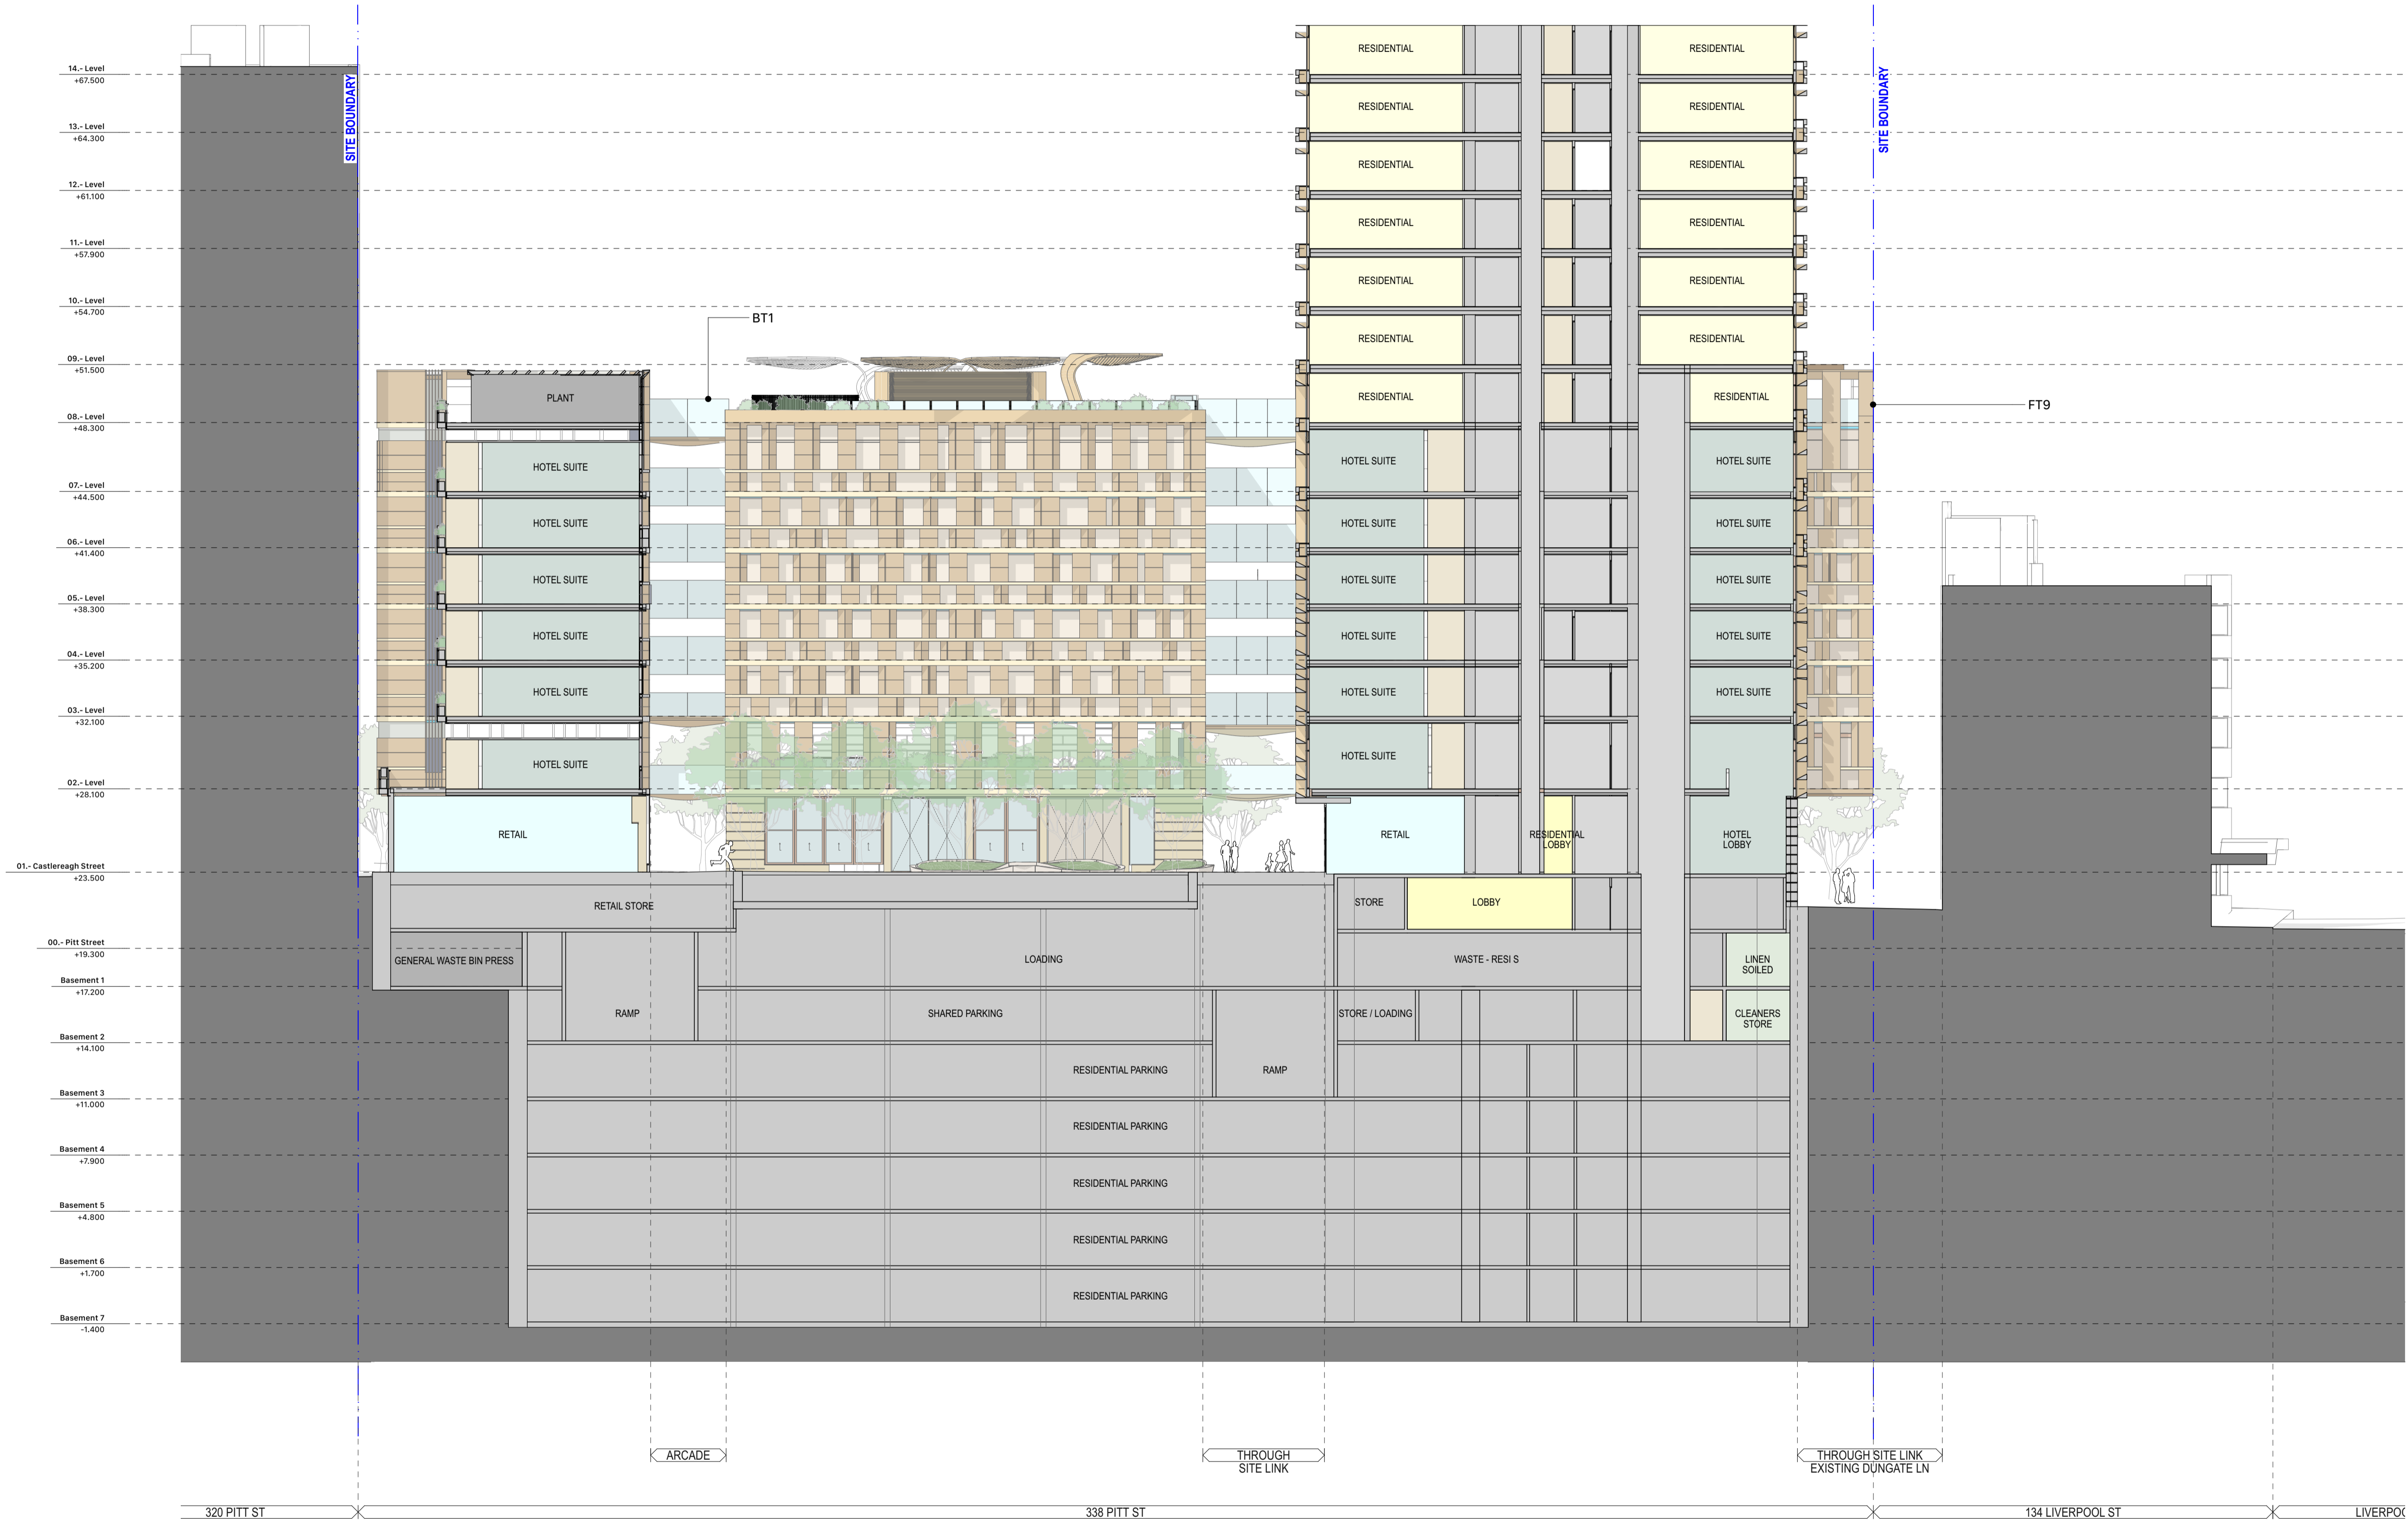 RESIDENTIAL RESIDENTIAL
14.- Level
+67.500
SITE BOUNDARY
SITE BOUNDARY
RESIDENTIAL RESIDENTIAL
13.- Level
+64.300
RESIDENTIAL RESIDENTIAL
12.- Level
+61.100
RESIDENTIAL RESIDENTIAL
11.- Level
+57.900
RESIDENTIAL RESIDENTIAL
10.- Level
+54.700
BT1
RESIDENTIAL RESIDENTIAL
09.- Level
+51.500
PLANT RESIDENTIAL RESIDENTIAL
FT9
08.- Level
+48.300
HOTEL SUITE HOTEL SUITE HOTEL SUITE
07.- Level
+44.500
HOTEL SUITE HOTEL SUITE HOTEL SUITE
06.- Level
+41.400
HOTEL SUITE HOTEL SUITE HOTEL SUITE
05.- Level
+38.300
HOTEL SUITE HOTEL SUITE HOTEL SUITE
04.- Level
+35.200
HOTEL SUITE HOTEL SUITE HOTEL SUITE
03.- Level
+32.100
HOTEL SUITE HOTEL SUITE
02.- Level
+28.100
RETAIL RETAIL RESIDENTIAL HOTEL
LOBBY LOBBY
01.- Castlereagh Street
+23.500
RETAIL STORE STORE LOBBY
00.- Pitt Street
+19.300
GENERAL WASTE BIN PRESS LOADING WASTE - RESI S LINEN
SOILED
Basement 1
+17.200
RAMP SHARED PARKING STORE / LOADING CLEANERS
STORE
Basement 2
+14.100
RESIDENTIAL PARKING RAMP
Basement 3
+11.000
RESIDENTIAL PARKING
Basement 4
+7.900
RESIDENTIAL PARKING
Basement 5
+4.800
RESIDENTIAL PARKING
Basement 6
+1.700
RESIDENTIAL PARKING
Basement 7
-1.400
ARCADE THROUGH THROUGH SITE LINK
SITE LINK EXISTING DUNGATE LN
320 PITT ST 338 PITT ST 134 LIVERPOOL ST LIVERPOO